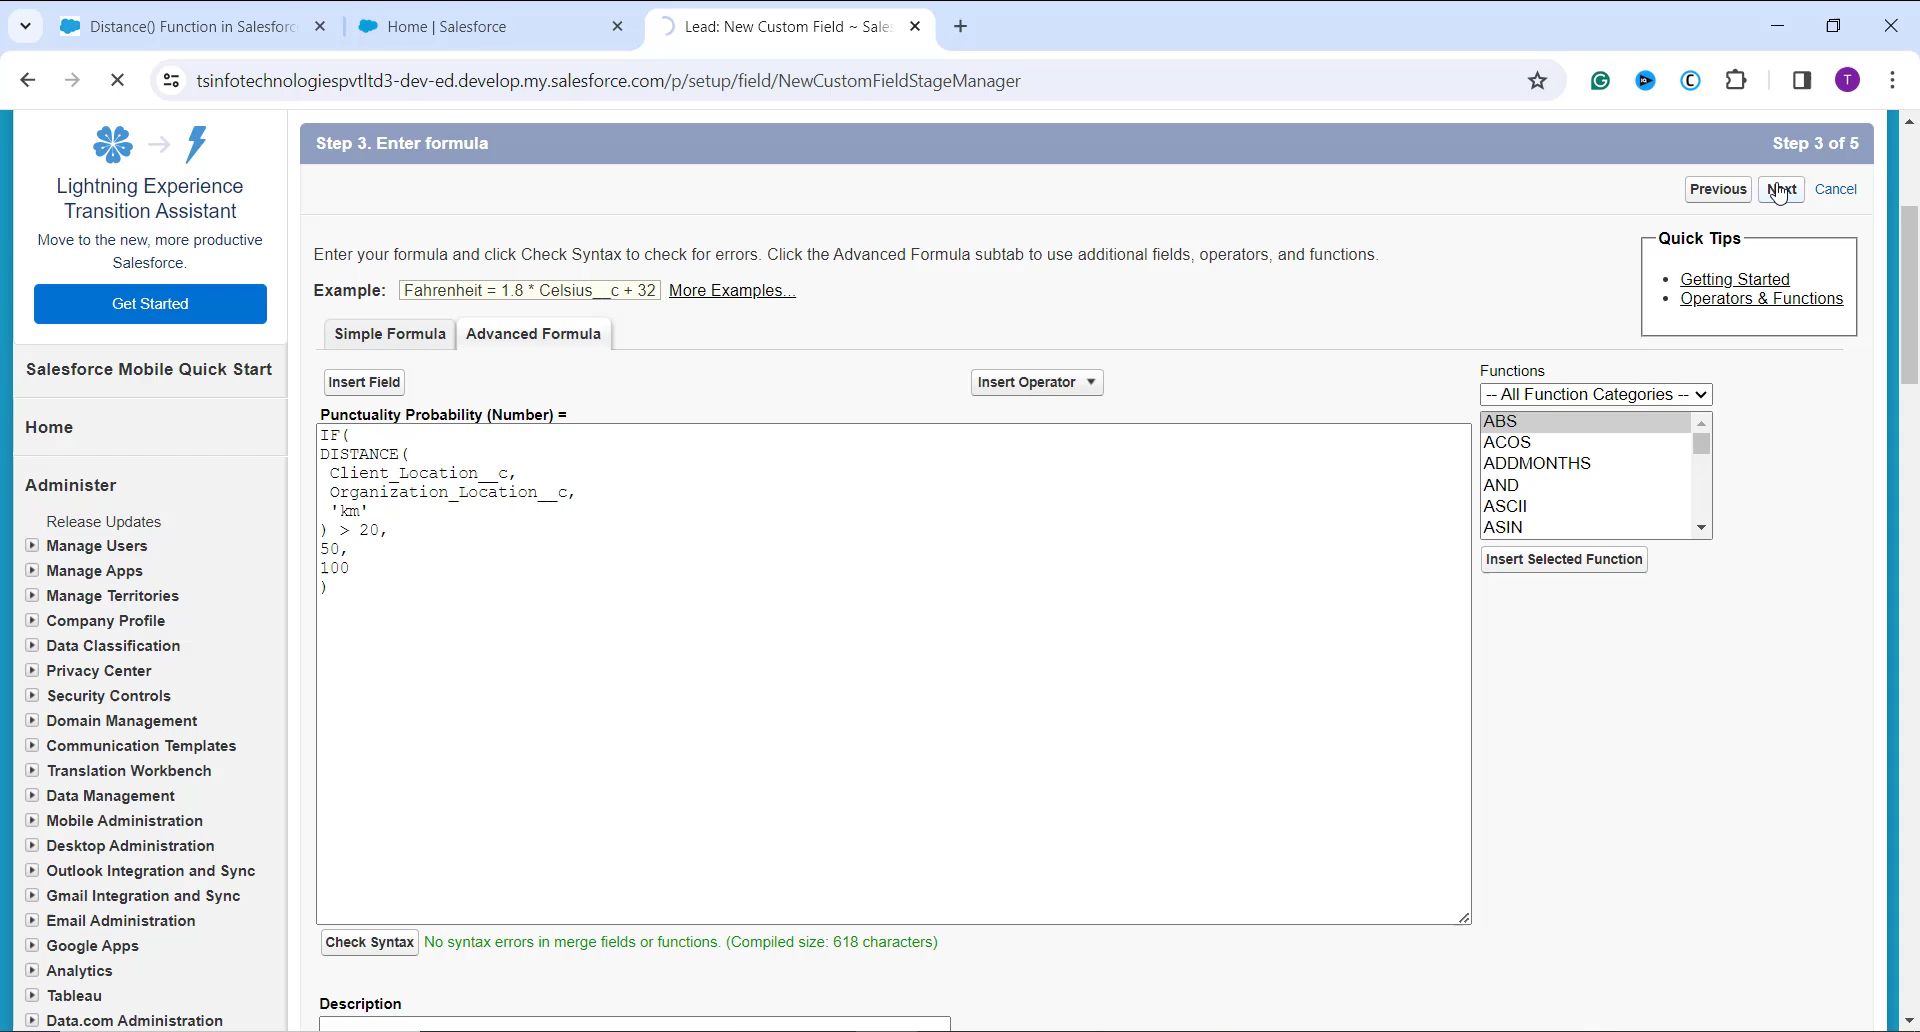 Distance() Function in Salesforc
Home | Salesforce
Lead: New Custom Field ~ Sale
tsinfotechnologiespvtltd3-dev-ed.develop.my.salesforce.com/p/setup/field/NewCustomFieldStageManager
T
Lightning Experience
Transition Assistant
Move to the new, more productive
Salesforce.
Get Started
Salesforce Mobile Quick Start
Home
Administer
Release Updates
Manage Users
Manage Apps
Manage Territories
Company Profile
Data Classification
Privacy Center
Security Controls
Domain Management
Communication Templates
Translation Workbench
Data Management
Mobile Administration
Desktop Administration
Outlook Integration and Sync
Gmail Integration and Sync
Email Administration
Google Apps
Analytics
Tableau
Data.com Administration
Step 3. Enter formula
Step 3 of 5
Previous
Next
Cancel
Enter your formula and click Check Syntax to check for errors. Click the Advanced Formula subtab to use additional fields, operators, and functions.
Example: Fahrenheit = 1.8 * Celsius__c + 32 More Examples...
Quick Tips
• Getting Started
• Operators & Functions
Simple Formula
Advanced Formula
Insert Field
Insert Operator
Punctuality Probability (Number) =
IF(
DISTANCE(
Client_Location__c,
Organization_Location__c,
'km'
) > 20,
50,
100
)
Functions
-- All Function Categories --
ABS
ACOS
ADDMONTHS
AND
ASCII
ASIN
Insert Selected Function
Check Syntax No syntax errors in merge fields or functions. (Compiled size: 618 characters)
Description